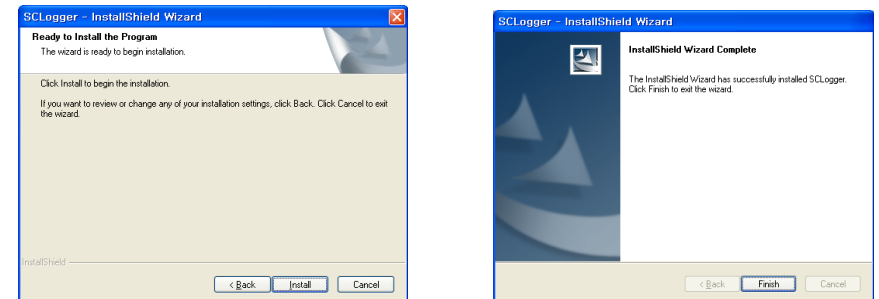 SCLogger - InstallShield Wizard
Ready to Install the Program
The wizard is ready to begin installation.
Click Install to begin the installation.
If you want to review or change any of your installation settings, click Back. Click Cancel to exit
the wizard.
InstallShield
< Back
Install
Cancel
SCLogger - InstallShield Wizard
InstallShield Wizard Complete
The InstallShield Wizard has successfully installed SCLogger.
Click Finish to exit the wizard.
< Back
Finish
Cancel